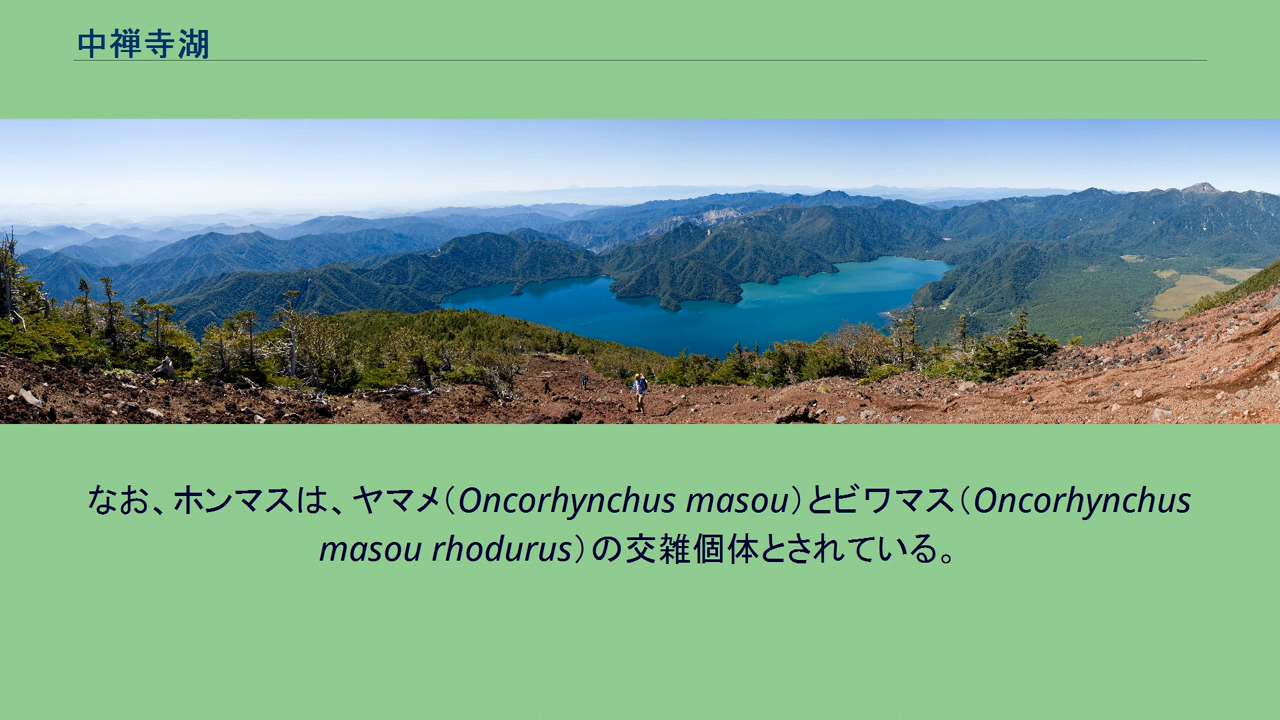 中禅寺湖
なお、ホンマスは、ヤマメ（Oncorhynchus masou）とビワマス（Oncorhynchus
masou rhodurus）の交雑個体とされている。